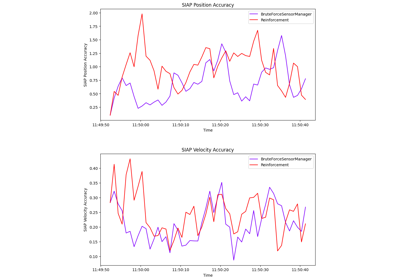 SIAP Position Accuracy
BruteForceSensorManager
Reinforcement
SIAP Position Accuracy
2.00
1.75
1.50
1.25
1.00
0.75
0.50
0.25
11:49:50
11:50:00
11:50:10
11:50:20
11:50:30
11:50:40
Time
SIAP Velocity Accuracy
BruteForceSensorManager
Reinforcement
SIAP Velocity Accuracy
0.40
0.35
0.30
0.25
0.20
0.15
0.10
11:49:50
11:50:00
11:50:10
11:50:20
11:50:30
11:50:40
Time